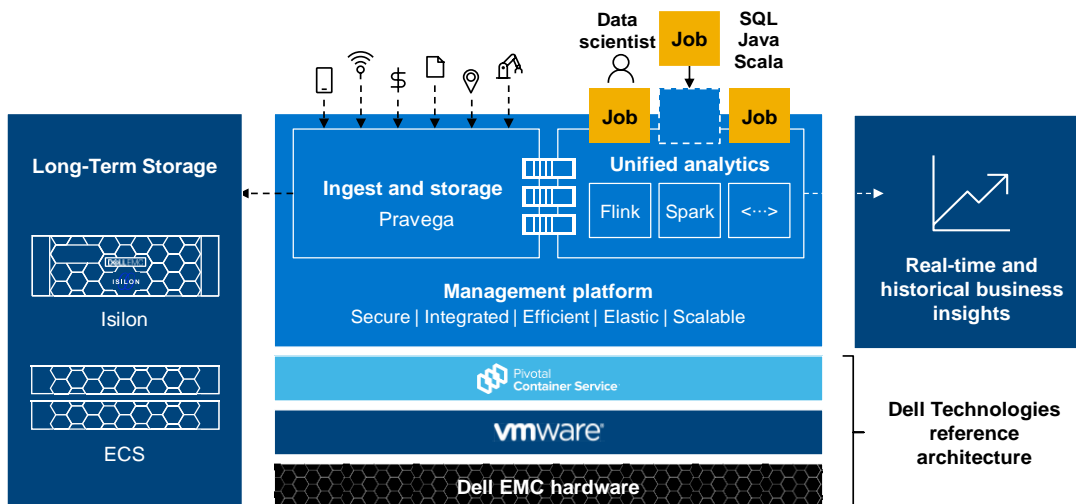 Data
scientist
Job
SQL
Java
Scala
Job
Job
Long-Term Storage
DELL EMC
ISILON
Isilon
ECS
Ingest and storage
Pravega
Unified analytics
Flink
Spark
<···>
Management platform
Secure | Integrated | Efficient | Elastic | Scalable
Real-time and
historical business
insights
Pivotal
Container Service
vmware®
Dell EMC hardware
Dell Technologies
reference
architecture